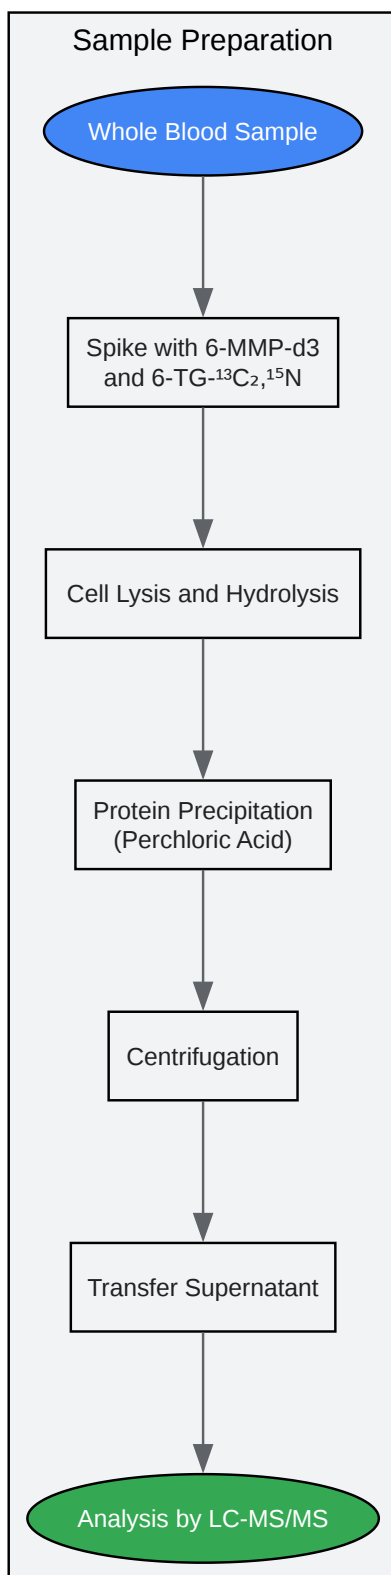 Sample Preparation
Whole Blood Sample
Spike with 6-MMP-d3
and 6-TG-¹³C₂,¹⁵N
Cell Lysis and Hydrolysis
Protein Precipitation
(Perchloric Acid)
Centrifugation
Transfer Supernatant
Analysis by LC-MS/MS